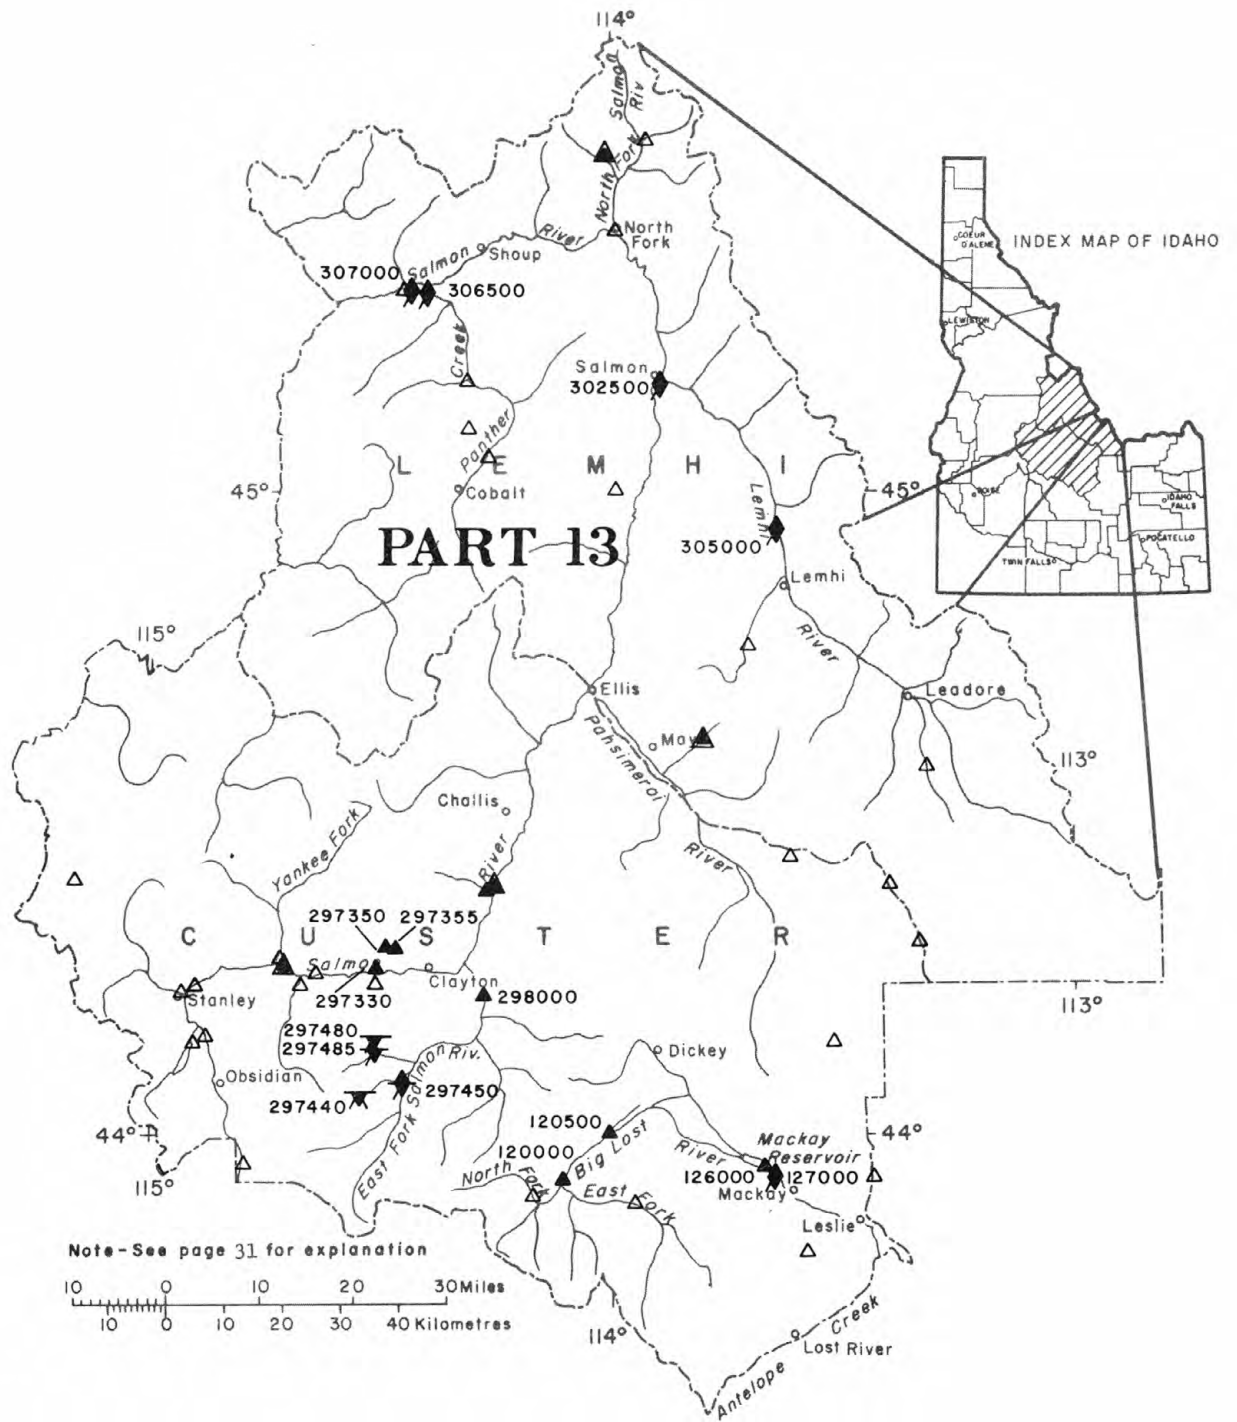 114°
Salmon
Riv
North Fork
North
Fork
Salmon
River
Shoup
307000
306500
Creek
Panther
Salmon
302500
L E M H I
45°
45°
Cobalt
PART 13
Lemhi
305000
Lemhi
River
INDEX MAP OF IDAHO
COEUR
D'ALENE
LEWISTON
BOISE
IDAHO
FALLS
POCATELLO
TWIN FALLS
115°
Ellis
Leadore
Pahsimeroi
May
113°
Challis
Yankee Fork
River
River
297350
297355
C U S T E R
Salmon
Clayton
297330
298000
Stanley
113°
297480
297485
Dickey
East Fork Salmon Riv.
297450
Obsidian
297440
44°
120500
44°
Big Lost
River
Mackay
Reservoir
120000
126000
127000
115°
North
Fork
East Fork
Mackay
Leslie
Note-See page 31 for explanation
10 0 10 20 30 Miles
10 0 10 20 30 40 Kilometres
114°
Antelope Creek
Lost River